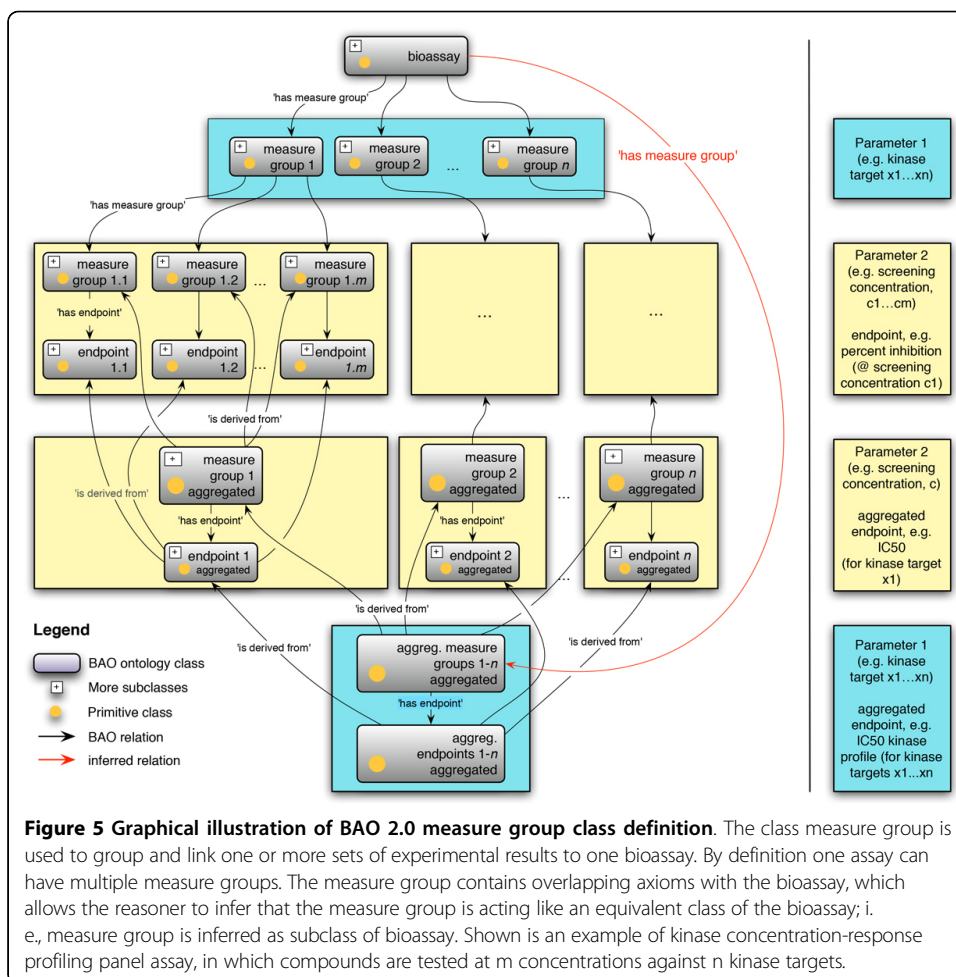 bioassay
'has measure group'
measure
group 1
measure
group 2
...
measure
group n
'has measure group'
'has measure group'
measure
group 1.1
measure
group 1.2
...
measure
group 1.m
'has endpoint'
endpoint
1.1
endpoint
1.2
...
endpoint
1.m
...
...
'is derived from'
measure
group 1
aggregated
'is derived from'
'has endpoint'
endpoint 1
aggregated
measure
group 2
aggregated
'has endpoint'
endpoint 2
aggregated
...
measure
group n
aggregated
endpoint n
aggregated
...
'is derived from'
'is derived from'
'is derived from'
aggreg. measure
groups 1-n
aggregated
'has endpoint'
aggreg.
endpoints 1-n
aggregated
Legend
BAO ontology class
More subclasses
Primitive class
BAO relation
inferred relation
Parameter 1
(e.g. kinase
target x1...xn)
Parameter 2
(e.g. screening
concentration,
c1...cm)
endpoint, e.g.
percent inhibition
(@ screening
concentration c1)
Parameter 2
(e.g. screening
concentration, c)
aggregated
endpoint, e.g.
IC50
(for kinase target
x1)
Parameter 1
(e.g. kinase
target x1...xn)
aggregated
endpoint, e.g.
IC50 kinase
profile (for kinase
targets x1...xn
Figure 5 Graphical illustration of BAO 2.0 measure group class definition. The class measure group is
used to group and link one or more sets of experimental results to one bioassay. By definition one assay can
have multiple measure groups. The measure group contains overlapping axioms with the bioassay, which
allows the reasoner to infer that the measure group is acting like an equivalent class of the bioassay; i.
e., measure group is inferred as subclass of bioassay. Shown is an example of kinase concentration-response
profiling panel assay, in which compounds are tested at m concentrations against n kinase targets.